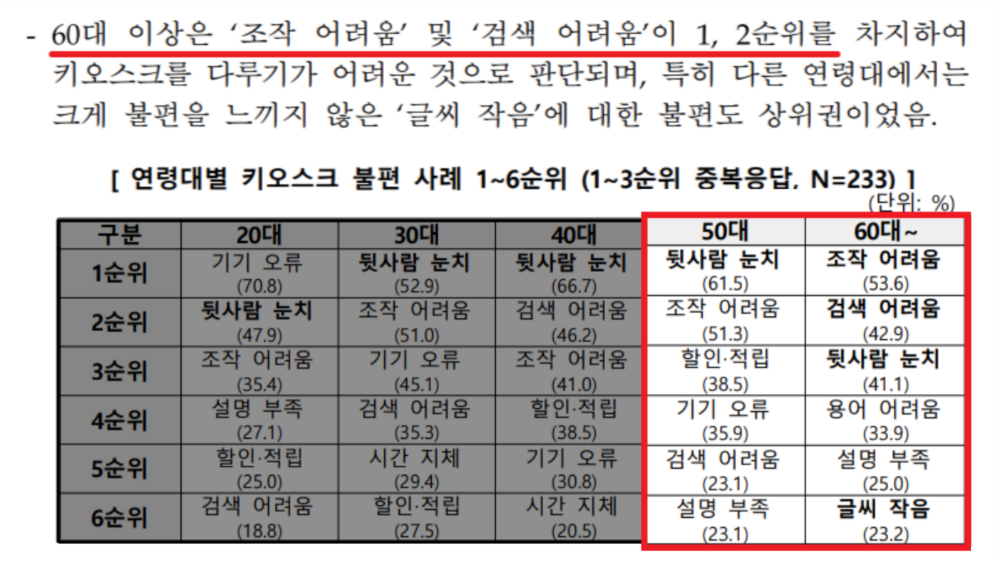 - 60대 이상은 ‘조작 어려움’ 및 ‘검색 어려움’이 1, 2순위를 차지하여
키오스크를 다루기가 어려운 것으로 판단되며, 특히 다른 연령대에서는
크게 불편을 느끼지 않은 ‘글씨 작음’에 대한 불편도 상위권이었음.
[ 연령대별 키오스크 불편 사례 1~6순위 (1~3순위 중복응답, N=233) ]
(단위: %)
구분 20대 30대 40대 50대 60대~
1순위 기기 오류 뒷사람 눈치 뒷사람 눈치 뒷사람 눈치 조작 어려움
(70.8) (52.9) (66.7) (61.5) (53.6)
2순위 뒷사람 눈치 조작 어려움 검색 어려움 조작 어려움 검색 어려움
(47.9) (51.0) (46.2) (51.3) (42.9)
3순위 조작 어려움 기기 오류 조작 어려움 할인·적립 뒷사람 눈치
(35.4) (45.1) (41.0) (38.5) (41.1)
4순위 설명 부족 검색 어려움 할인·적립 기기 오류 용어 어려움
(27.1) (35.3) (38.5) (35.9) (33.9)
5순위 할인·적립 시간 지체 기기 오류 검색 어려움 설명 부족
(25.0) (29.4) (30.8) (23.1) (25.0)
6순위 검색 어려움 할인·적립 시간 지체 설명 부족 글씨 작음
(18.8) (27.5) (20.5) (23.1) (23.2)